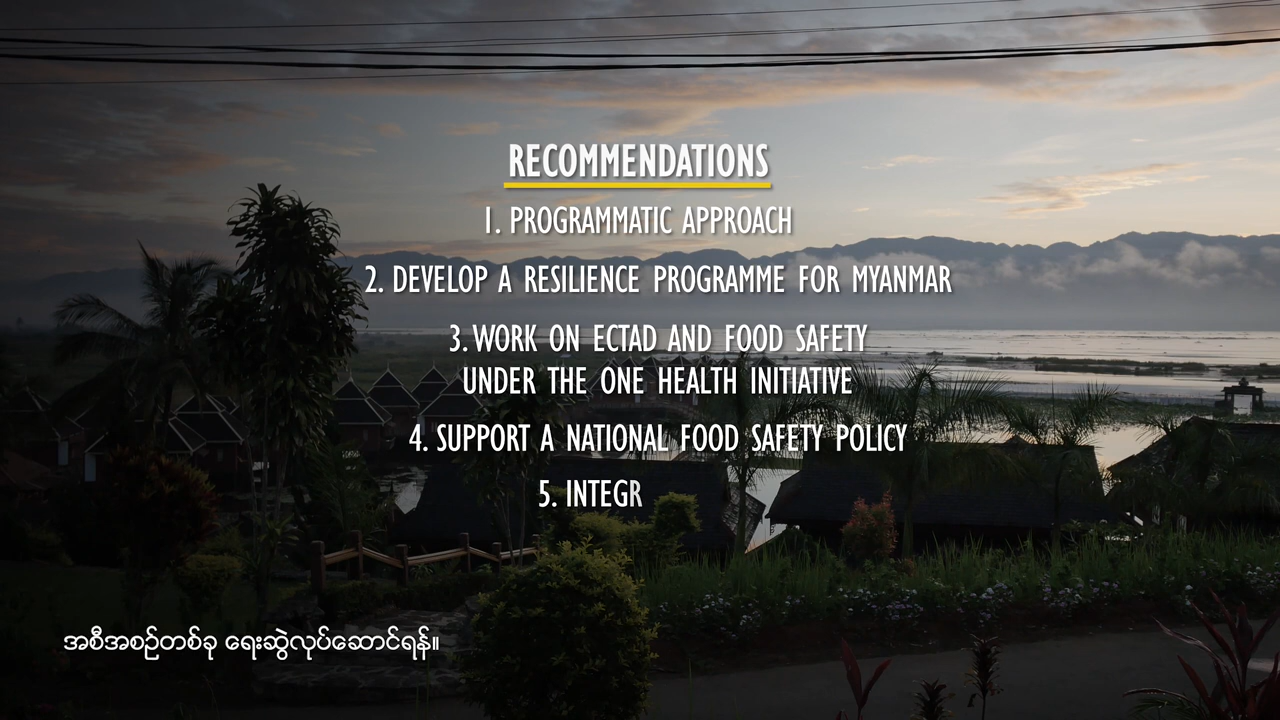 RECOMMENDATIONS
1. PROGRAMMATIC APPROACH
2. DEVELOP A RESILIENCE PROGRAMME FOR MYANMAR
3. WORK ON ECTAD AND FOOD SAFETY
UNDER THE ONE HEALTH INITIATIVE
4. SUPPORT A NATIONAL FOOD SAFETY POLICY
5. INTEGR
အစီအစဉ်တစ်ခု ရေးဆွဲလုပ်ဆောင်ရန်။